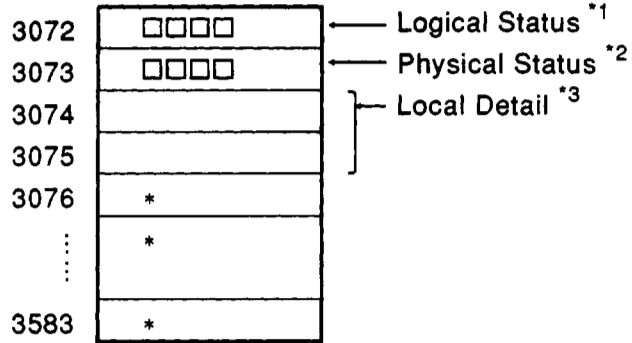 3072 □□□□ Logical Status *1
3073 □□□□ Physical Status *2
3074 Local Detail *3
3075
3076 *
*
3583 *